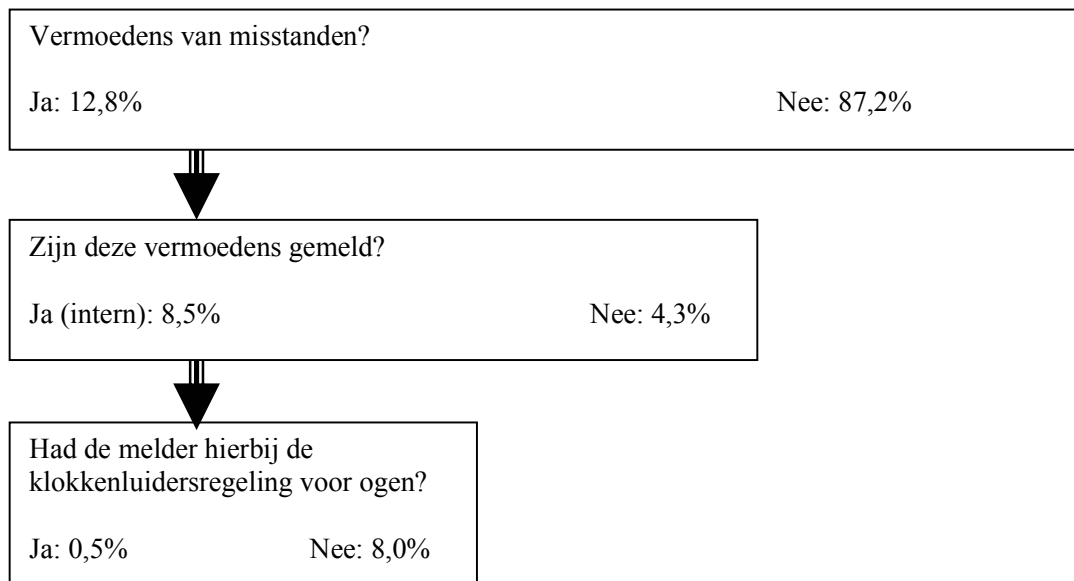 Vermoedens van misstanden?
Ja: 12,8% Nee: 87,2%
Zijn deze vermoedens gemeld?
Ja (intern): 8,5% Nee: 4,3%
Had de melder hierbij de
klokkenluidersregeling voor ogen?
Ja: 0,5% Nee: 8,0%